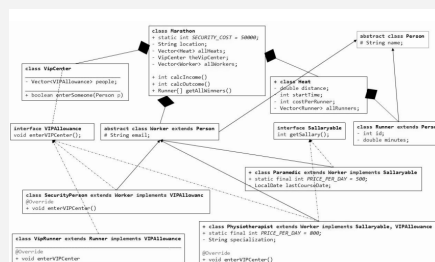 class Marathon
+ static int SECURITY_COST = 50000;
- String location;
- Vector<Heat> allHeats;
- VipCenter theVipCenter;
- Vector<Worker> allWorkers;
+ int calcIncome()
+ int calcOutcome()
+ Runner[] getAllWinners()
abstract class Person
# String name;
class VipCenter
- Vector<VIPAllowance> people;
+ boolean enterSomeone(Person p)
class Heat
- double distance;
- int startTime;
- int costPerRunner;
- Vector<Runner> allRunners;
class Runner extends Person
- int id;
- double minutes;
interface VIPAllowance
void enterVIPCenter();
abstract class Worker extends Person
# String email;
interface Sallaryable
int getSallary();
+ class Paramedic extends Worker implements Sallaryable
+ static final int PRICE_PER_DAY = 500;
LocalDate lastCourseDate;
class SecurityPerson extends Worker implements VIPAllowance
@Override
+ void enterVIPCenter()
+ class Physiotherapist extends Worker implements Sallaryable, VIPAllowance
+ static final int PRICE_PER_DAY = 800;
- String specialization;
@Override
+ void enterVIPCenter()
class VipRunner extends Runner implements VIPAllowance
@Override
+ void enterVIPCenter